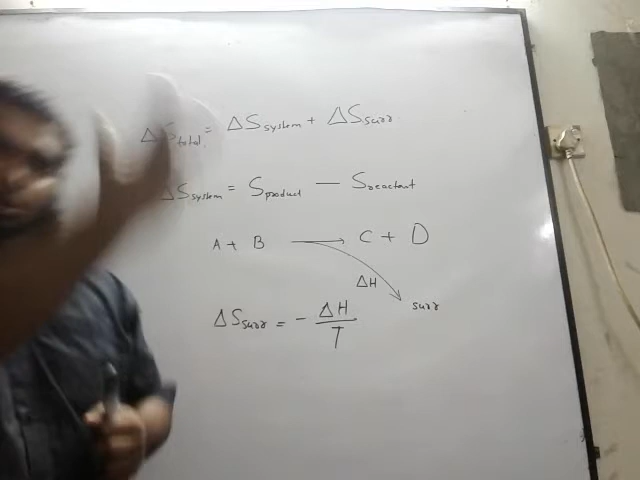 ΔS total = ΔS system + ΔS surr
ΔS system = S product — S reactant
A + B → C + D
ΔH
surr
ΔS surr = - ΔH / T